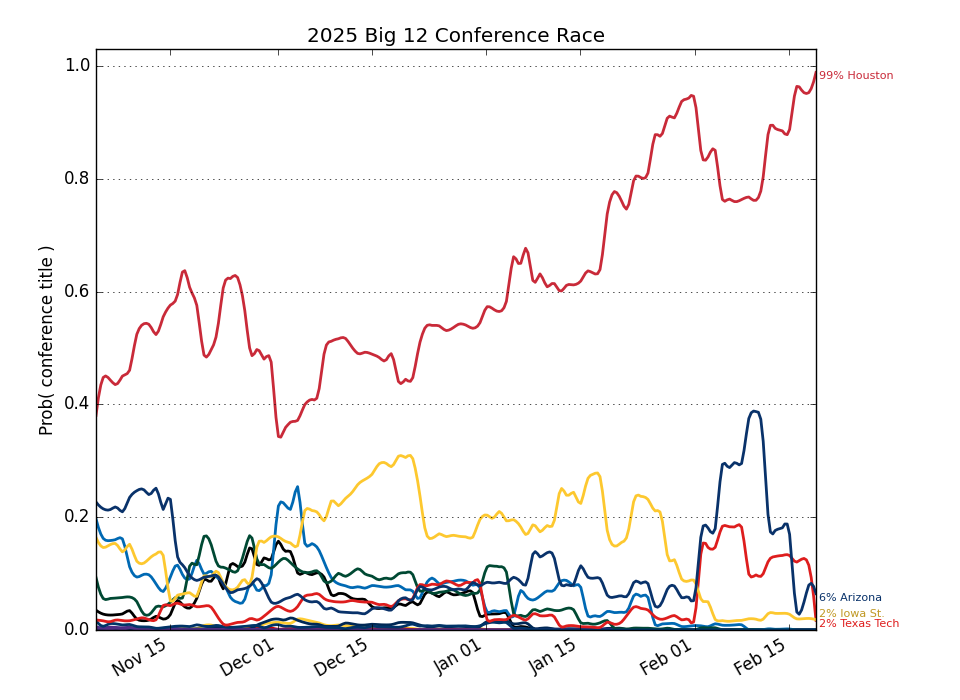 2025 Big 12 Conference Race
Prob( conference title )
1.0
0.8
0.6
0.4
0.2
0.0
Nov 15
Dec 01
Dec 15
Jan 01
Jan 15
Feb 01
Feb 15
99% Houston
6% Arizona
2% Iowa St.
2% Texas Tech